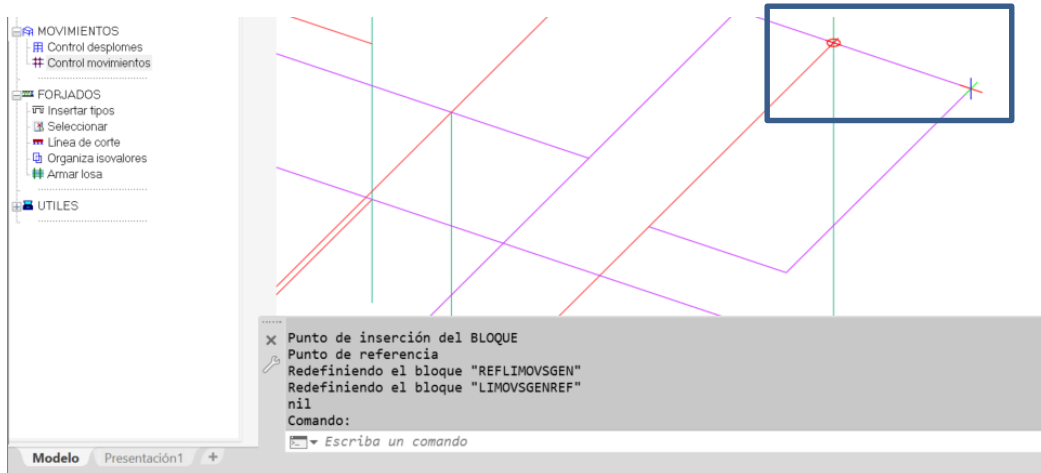 MOVIMIENTOS
Control desplomes
Control movimientos
FORJADOS
Insertar tipos
Seleccionar
Línea de corte
Organiza isovalores
Armar losa
UTILES
Punto de inserción del BLOQUE
Punto de referencia
Redefiniendo el bloque "REFLIMOVSGEN"
Redefiniendo el bloque "LIMOVSGENREF"
nil
Comando:
Escriba un comando
Modelo Presentación1 +